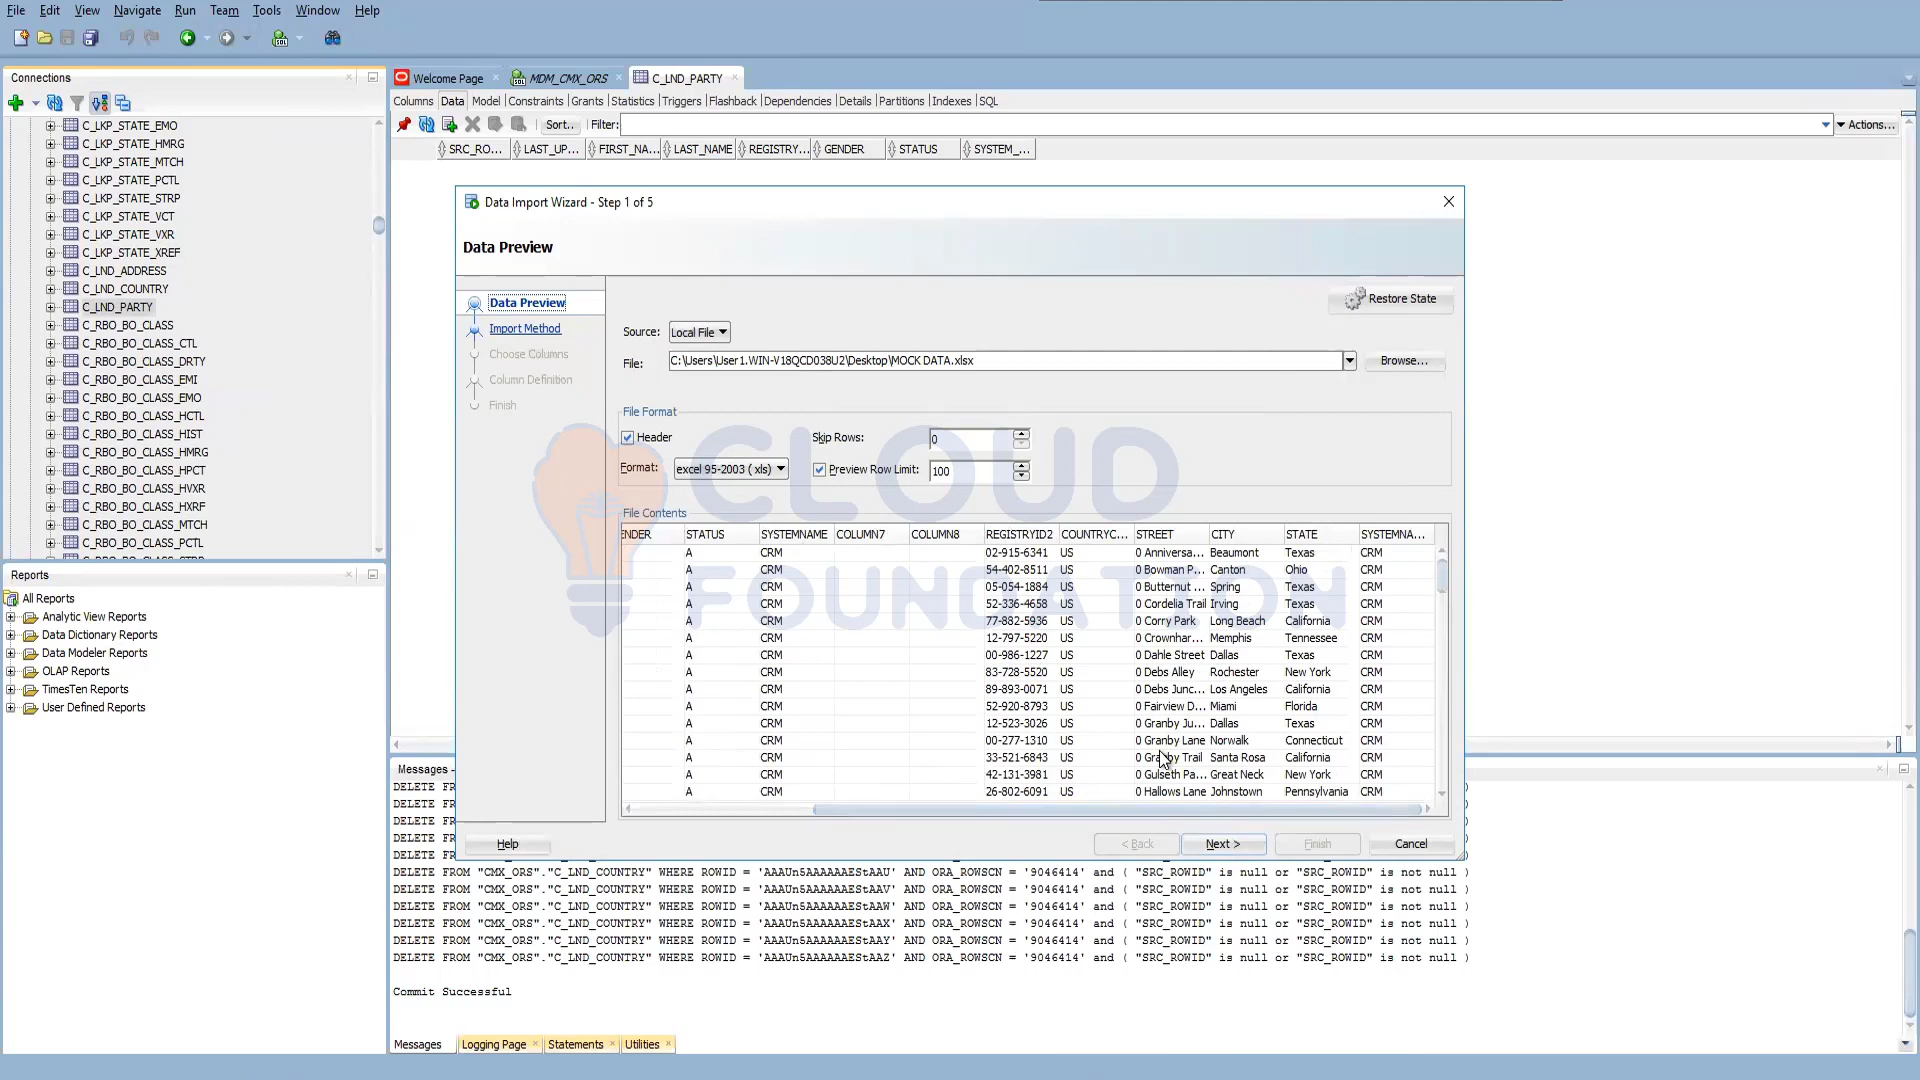 File Edit View Navigate Run Team Tools Window Help
Connections
Welcome Page MDM_CMX_ORS C_LND_PARTY
Columns Data Model Constraints Grants Statistics Triggers Flashback Dependencies Details Partitions Indexes SQL
Sort.. Filter: Actions...
SRC_RO... LAST_UP... FIRST_NA... LAST_NAME REGISTRY... GENDER STATUS SYSTEM_...
C_LKP_STATE_EMO
C_LKP_STATE_HMRG
C_LKP_STATE_MTCH
C_LKP_STATE_PCTL
C_LKP_STATE_STRP
C_LKP_STATE_VCT
C_LKP_STATE_VXR
C_LKP_STATE_XREF
C_LND_ADDRESS
C_LND_COUNTRY
C_LND_PARTY
C_RBO_BO_CLASS
C_RBO_BO_CLASS_CTL
C_RBO_BO_CLASS_DRTY
C_RBO_BO_CLASS_EMI
C_RBO_BO_CLASS_EMO
C_RBO_BO_CLASS_HCTL
C_RBO_BO_CLASS_HIST
C_RBO_BO_CLASS_HMRG
C_RBO_BO_CLASS_HPCT
C_RBO_BO_CLASS_HVXR
C_RBO_BO_CLASS_HXRF
C_RBO_BO_CLASS_MTCH
C_RBO_BO_CLASS_PCTL
Reports
All Reports
Analytic View Reports
Data Dictionary Reports
Data Modeler Reports
OLAP Reports
TimesTen Reports
User Defined Reports
Data Import Wizard - Step 1 of 5
Data Preview
Data Preview
Import Method
Choose Columns
Column Definition
Finish
Restore State
Source: Local File
File: C:\Users\User1.WIN-V18QCD038U2\Desktop\MOCK DATA.xlsx Browse...
File Format
Header Skip Rows: 0
Format: excel 95-2003 (xls) Preview Row Limit: 100
CLOUD
FOUNDATION
File Contents
ENDER STATUS SYSTEMNAME COLUMN7 COLUMN8 REGISTRYID2 COUNTRYC... STREET CITY STATE SYSTEMNA...
A CRM 02-915-6341 US 0 Anniversa... Beaumont Texas CRM
A CRM 54-402-8511 US 0 Bowman P... Canton Ohio CRM
A CRM 05-054-1884 US 0 Butternut ... Spring Texas CRM
A CRM 52-336-4658 US 0 Cordelia Trail Irving Texas CRM
A CRM 77-882-5936 US 0 Corry Park Long Beach California CRM
A CRM 12-797-5220 US 0 Crownhar... Memphis Tennessee CRM
A CRM 00-986-1227 US 0 Dahle Street Dallas Texas CRM
A CRM 83-728-5520 US 0 Debs Alley Rochester New York CRM
A CRM 89-893-0071 US 0 Debs Junc... Los Angeles California CRM
A CRM 52-920-8793 US 0 Fairview D... Miami Florida CRM
A CRM 12-523-3026 US 0 Granby Ju... Dallas Texas CRM
A CRM 00-277-1310 US 0 Granby Lane Norwalk Connecticut CRM
A CRM 33-521-6843 US 0 Granby Trail Santa Rosa California CRM
A CRM 42-131-3981 US 0 Gulseth Pa... Great Neck New York CRM
A CRM 26-802-6091 US 0 Hallows Lane Johnstown Pennsylvania CRM
Help < Back Next > Finish Cancel
Messages -
DELETE FR
DELETE FR
DELETE FR
DELETE FR
DELETE FR
DELETE FROM "CMX_ORS"."C_LND_COUNTRY" WHERE ROWID = 'AAAUn5AAAAAAEStAAU' AND ORA_ROWSCN = '9046414' and ( "SRC_ROWID" is null or "SRC_ROWID" is not null )
DELETE FROM "CMX_ORS"."C_LND_COUNTRY" WHERE ROWID = 'AAAUn5AAAAAAEStAAV' AND ORA_ROWSCN = '9046414' and ( "SRC_ROWID" is null or "SRC_ROWID" is not null )
DELETE FROM "CMX_ORS"."C_LND_COUNTRY" WHERE ROWID = 'AAAUn5AAAAAAEStAAW' AND ORA_ROWSCN = '9046414' and ( "SRC_ROWID" is null or "SRC_ROWID" is not null )
DELETE FROM "CMX_ORS"."C_LND_COUNTRY" WHERE ROWID = 'AAAUn5AAAAAAEStAAX' AND ORA_ROWSCN = '9046414' and ( "SRC_ROWID" is null or "SRC_ROWID" is not null )
DELETE FROM "CMX_ORS"."C_LND_COUNTRY" WHERE ROWID = 'AAAUn5AAAAAAEStAAY' AND ORA_ROWSCN = '9046414' and ( "SRC_ROWID" is null or "SRC_ROWID" is not null )
DELETE FROM "CMX_ORS"."C_LND_COUNTRY" WHERE ROWID = 'AAAUn5AAAAAAEStAAZ' AND ORA_ROWSCN = '9046414' and ( "SRC_ROWID" is null or "SRC_ROWID" is not null )
Commit Successful
Messages Logging Page Statements Utilities